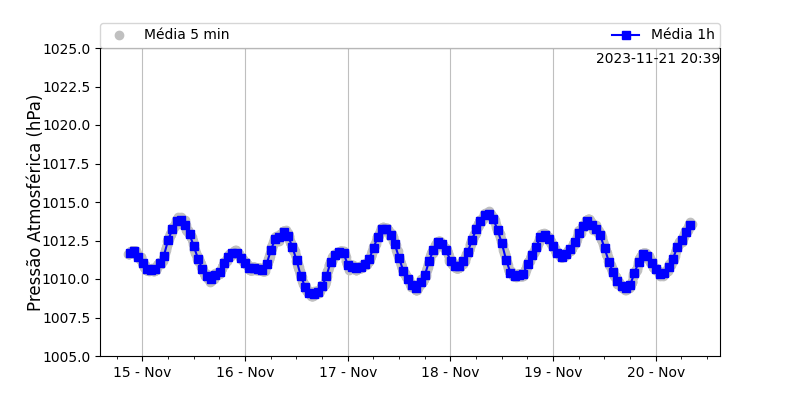 Média 5 min
Média 1h
2023-11-21 20:39
Pressão Atmosférica (hPa)
1025.0
1022.5
1020.0
1017.5
1015.0
1012.5
1010.0
1007.5
1005.0
15 - Nov
16 - Nov
17 - Nov
18 - Nov
19 - Nov
20 - Nov